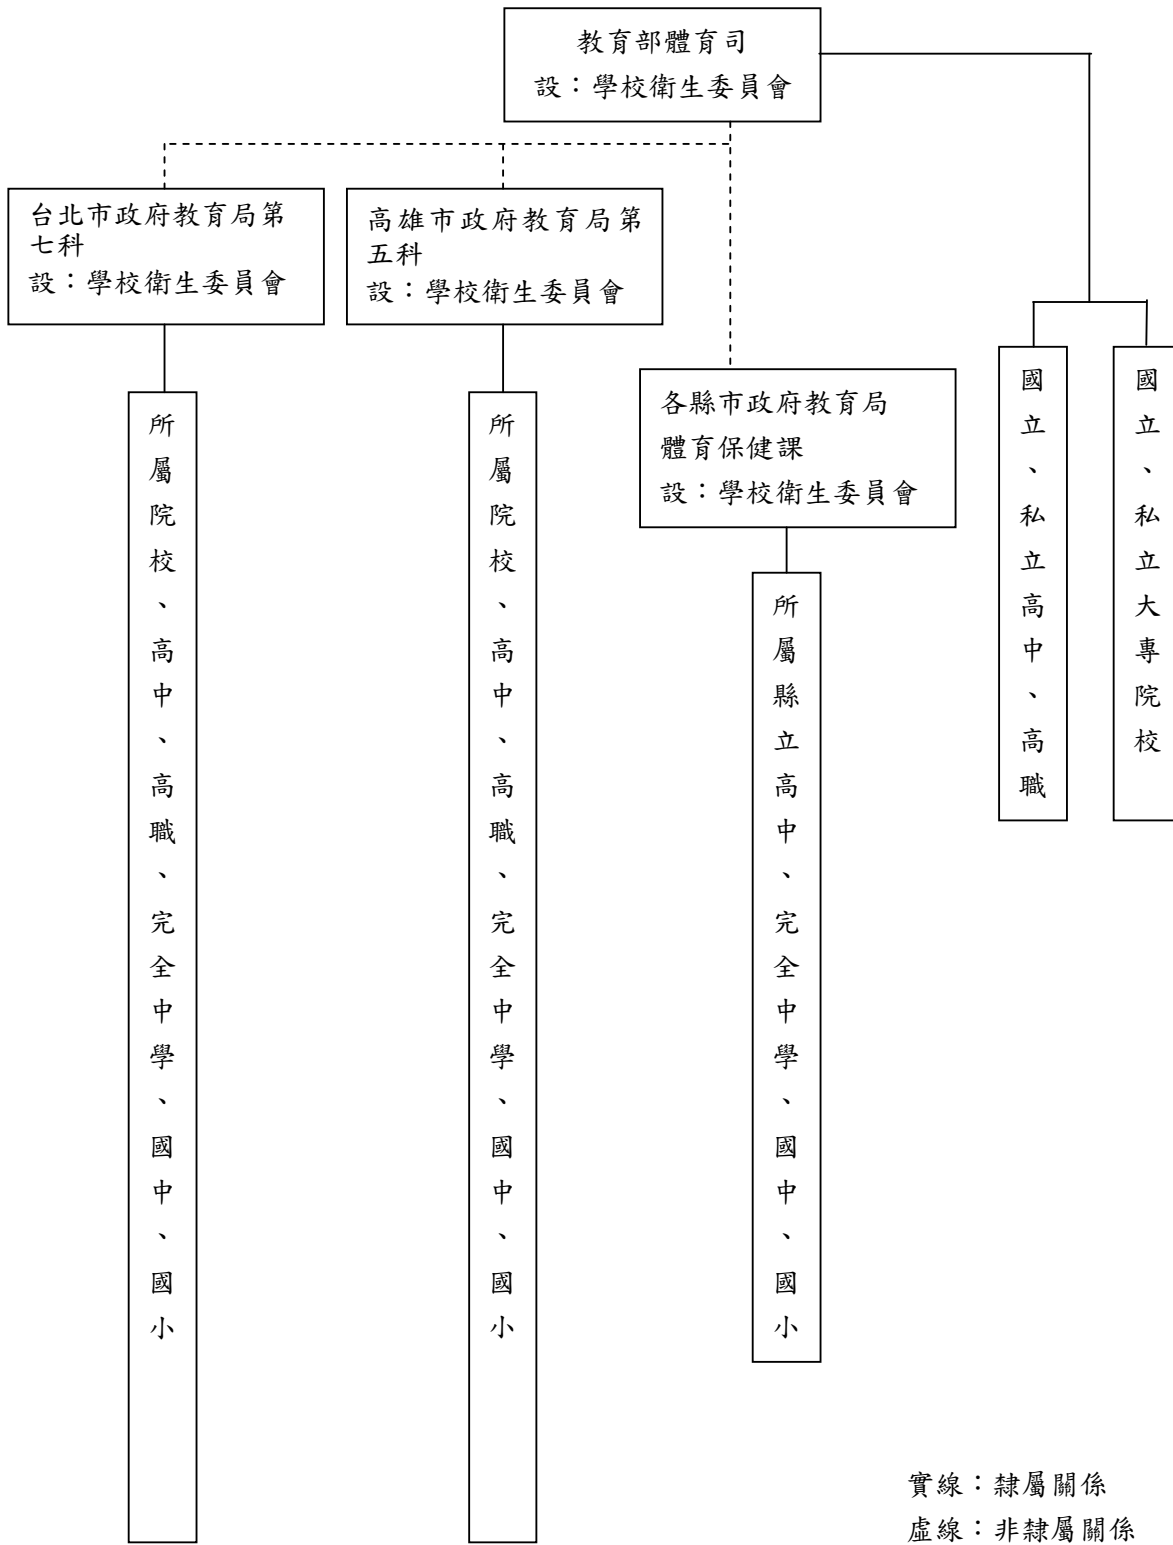 教育部體育司
設：學校衛生委員會
台北市政府教育局第
七科
設：學校衛生委員會
高雄市政府教育局第
五科
設：學校衛生委員會
各縣市政府教育局
體育保健課
設：學校衛生委員會
國立、私立高中、高職
國立、私立大專院校
所屬院校、高中、高職、完全中學、國中、國小
所屬院校、高中、高職、完全中學、國中、國小
所屬縣立高中、完全中學、國中、國小
實線：隸屬關係
虛線：非隸屬關係